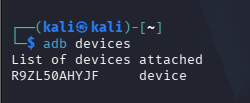 ┌──(kali㉿kali)-[~]
└─$ adb devices
List of devices attached
R9ZL50AHYJF	device